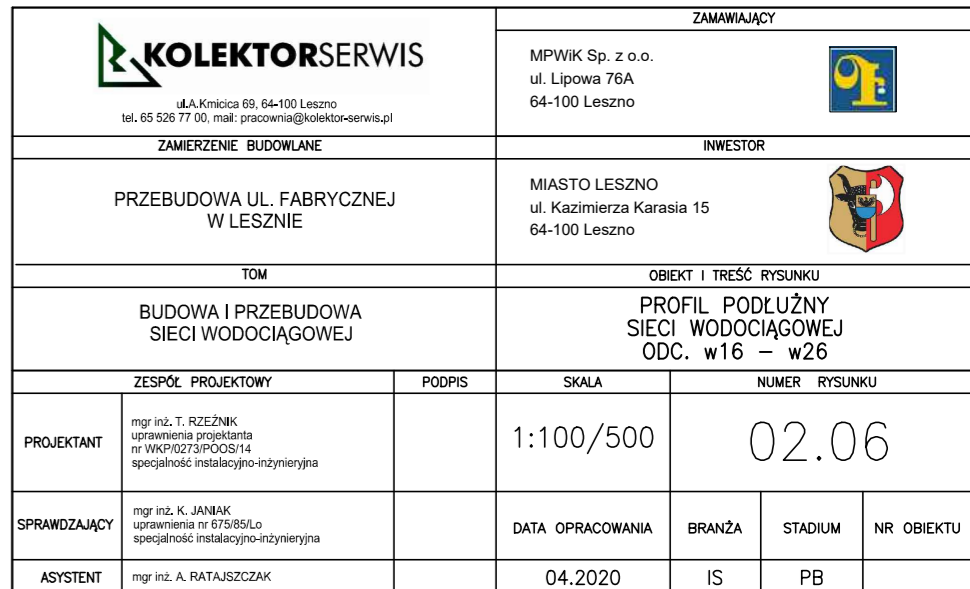 KOLEKTORSERWIS
ul.A.Kmicica 69, 64-100 Leszno
tel. 65 526 77 00, mail: pracownia@kolektor-serwis.pl
ZAMAWIAJĄCY
MPWiK Sp. z o.o.
ul. Lipowa 76A
64-100 Leszno
ZAMIERZENIE BUDOWLANE
PRZEBUDOWA UL. FABRYCZNEJ
W LESZNIE
INWESTOR
MIASTO LESZNO
ul. Kazimierza Karasia 15
64-100 Leszno
TOM
BUDOWA I PRZEBUDOWA
SIECI WODOCIĄGOWEJ
OBIEKT I TREŚĆ RYSUNKU
PROFIL PODŁUŻNY
SIECI WODOCIĄGOWEJ
ODC. w16 – w26
ZESPÓŁ PROJEKTOWY
PODPIS
SKALA
NUMER RYSUNKU
PROJEKTANT
mgr inż. T. RZEŹNIK
uprawnienia projektanta
nr WKP/0273/POOS/14
specjalność instalacyjno-inżynieryjna
1:100/500
02.06
SPRAWDZAJĄCY
mgr inż. K. JANIAK
uprawnienia nr 675/85/Lo
specjalność instalacyjno-inżynieryjna
DATA OPRACOWANIA
BRANŻA
STADIUM
NR OBIEKTU
ASYSTENT
mgr inż. A. RATAJSZCZAK
04.2020
IS
PB